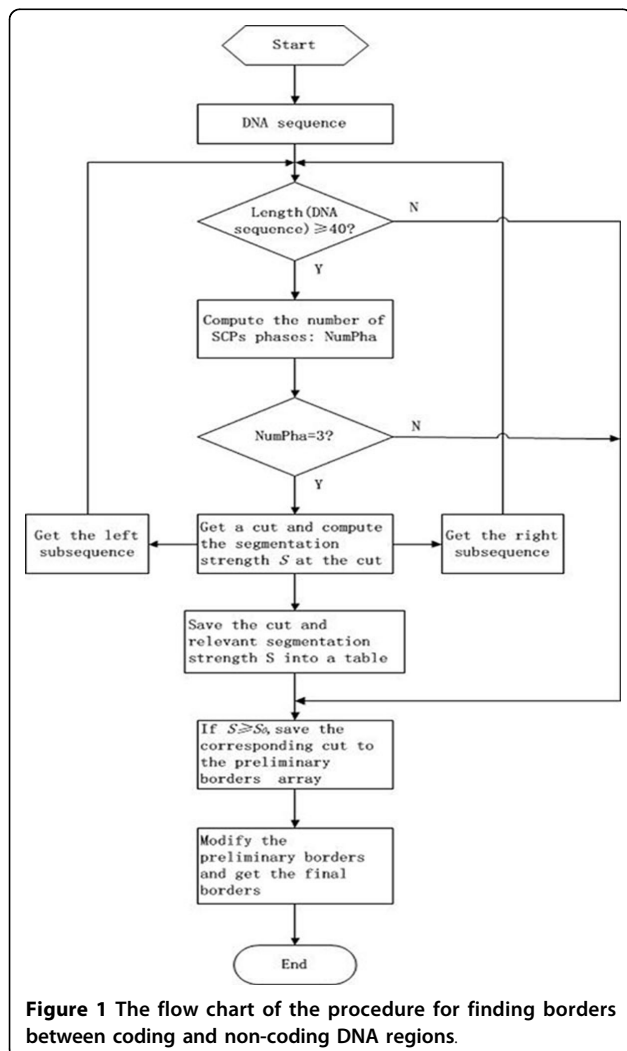 Start
DNA sequence
Length(DNA
sequence)≥40?
N
Y
Compute the number of
SCPs phases: NumPha
NumPha=3?
N
Y
Get the left
subsequence
Get a cut and compute
the segmentation
strength S at the cut
Get the right
subsequence
Save the cut and
relevant segmentation
strength S into a table
If S≥S₀, save the
corresponding cut to
the preliminary
borders array
Modify the
preliminary borders
and get the final
borders
End
Figure 1 The flow chart of the procedure for finding borders
between coding and non-coding DNA regions.